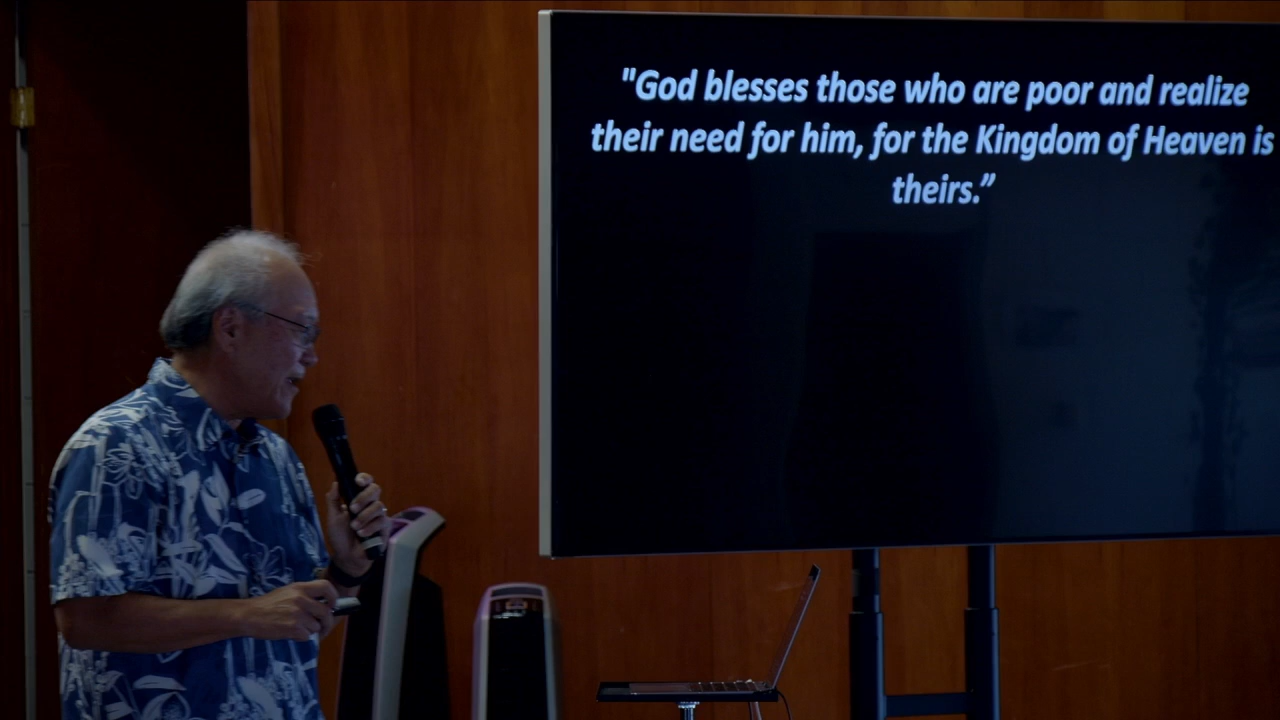 "God blesses those who are poor and realize
their need for him, for the Kingdom of Heaven is
theirs.”